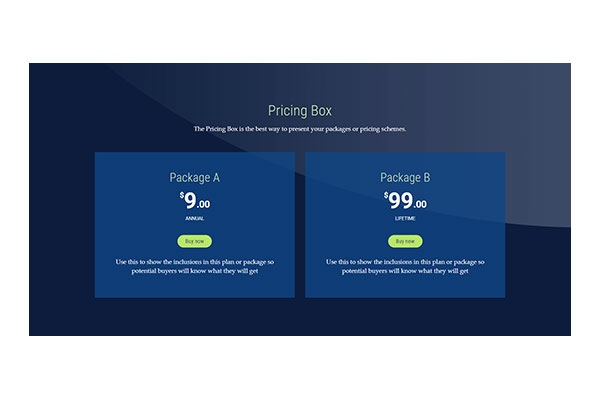 Pricing Box
The Pricing Box is the best way to present your packages or pricing schemes.
Package A
$9.00
ANNUAL
Buy now
Use this to show the inclusions in this plan or package so
potential buyers will know what they will get
Package B
$99.00
LIFETIME
Buy now
Use this to show the inclusions in this plan or package so
potential buyers will know what they will get